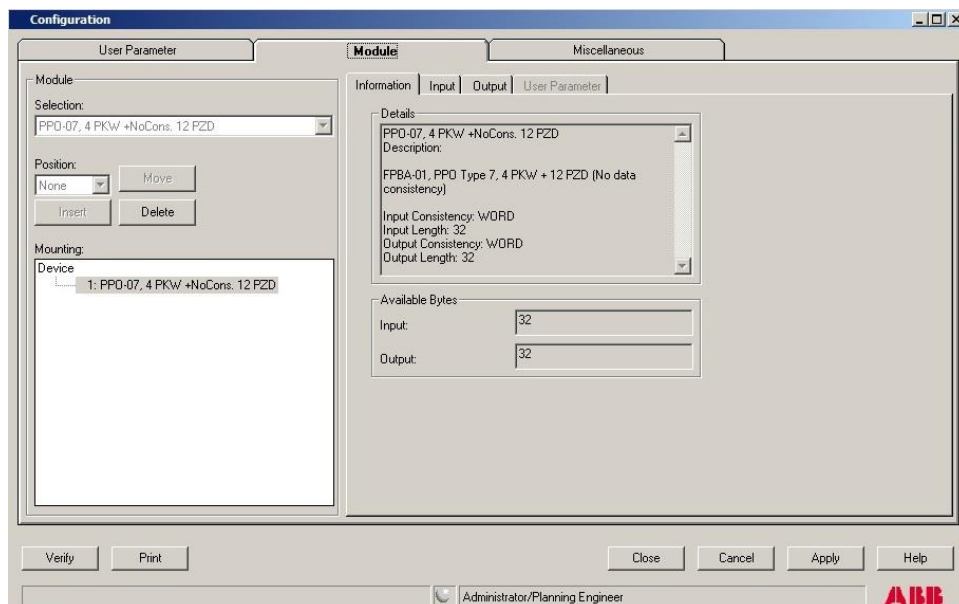 Configuration
User Parameter
Module
Miscellaneous
Module
Selection:
PPO-07, 4 PKW +NoCons. 12 PZD
Position:
None
Move
Insert
Delete
Mounting:
Device
1: PPO-07, 4 PKW +NoCons. 12 PZD
Information
Input
Output
User Parameter
Details
PPO-07, 4 PKW +NoCons. 12 PZD
Description:
FPBA-01, PPO Type 7, 4 PKW + 12 PZD (No data
consistency)
Input Consistency: WORD
Input Length: 32
Output Consistency: WORD
Output Length: 32
Available Bytes
Input:
32
Output:
32
Verify
Print
Close
Cancel
Apply
Help
Administrator/Planning Engineer
ABB